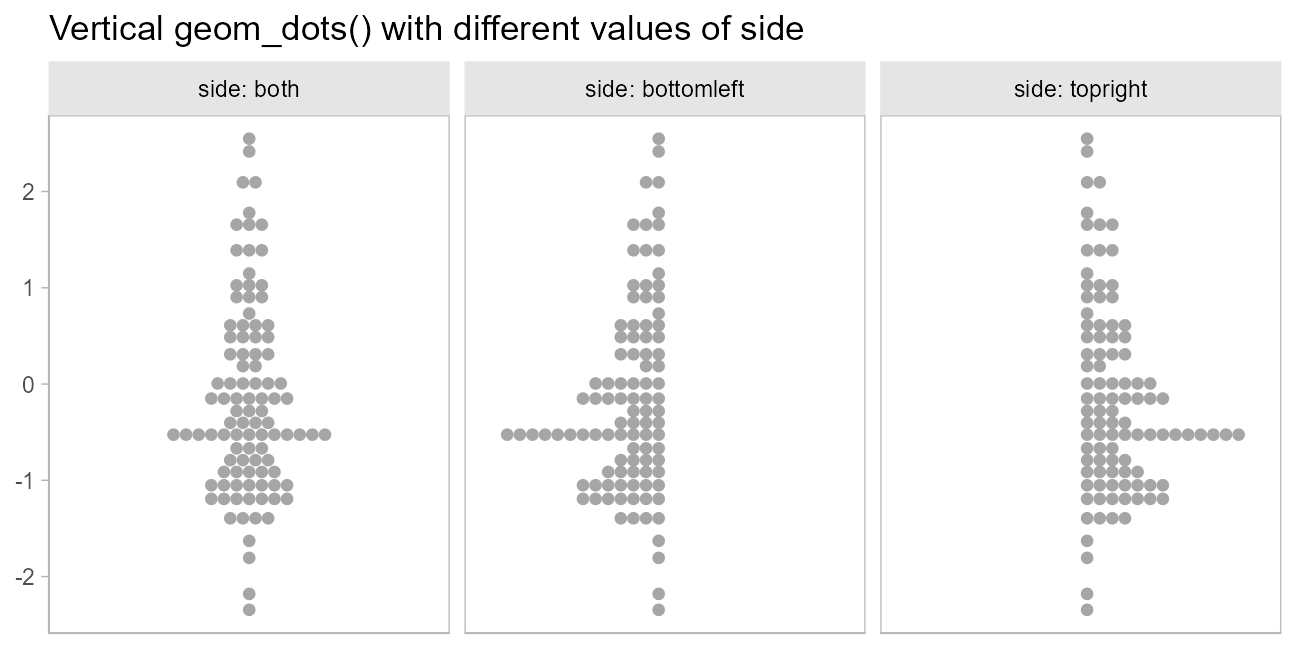 Vertical geom_dots() with different values of side
side: both
side: bottomleft
side: topright
2
1
0
-1
-2